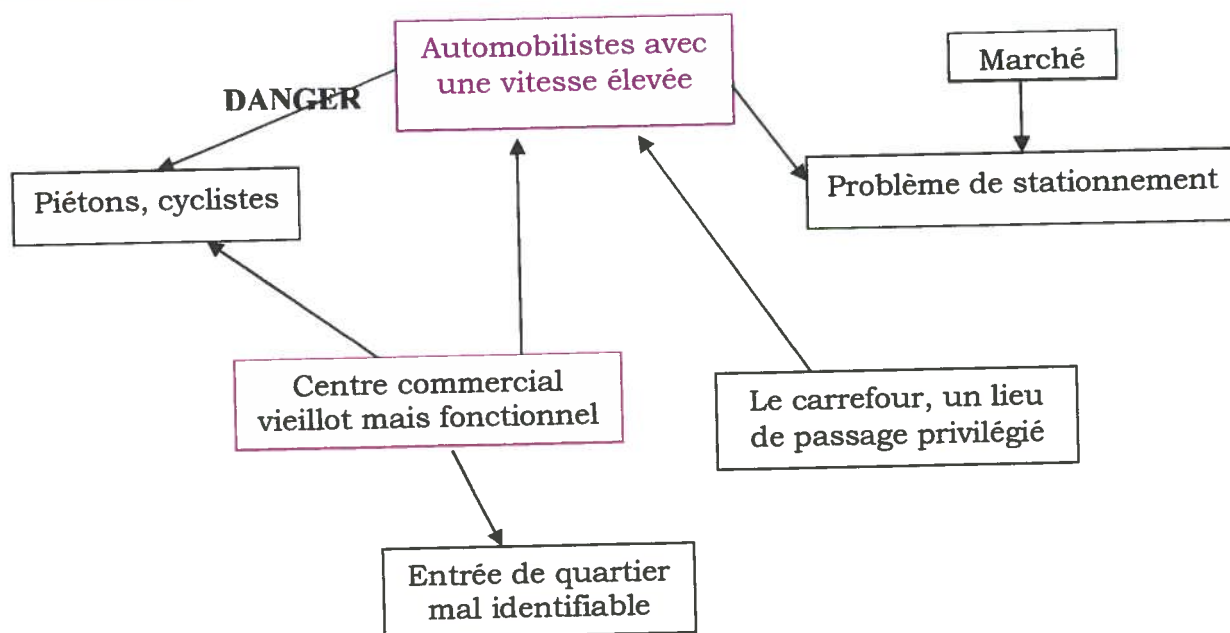 Automobilistes avec
une vitesse élevée
Marché
DANGER
Piétons, cyclistes
Problème de stationnement
Centre commercial
vieillot mais fonctionnel
Le carrefour, un lieu
de passage privilégié
Entrée de quartier
mal identifiable